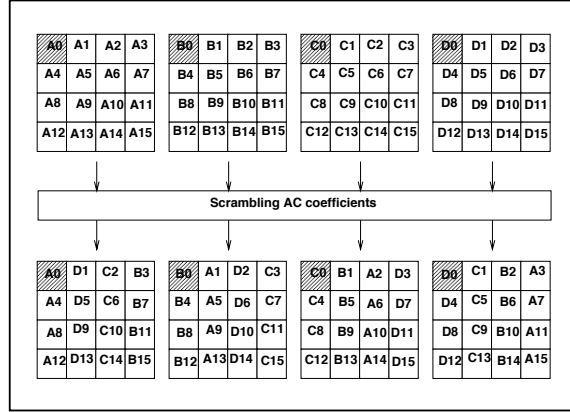 A0 A1 A2 A3 B0 B1 B2 B3 C0 C1 C2 C3 D0 D1 D2 D3
A4 A5 A6 A7 B4 B5 B6 B7 C4 C5 C6 C7 D4 D5 D6 D7
A8 A9 A10 A11 B8 B9 B10 B11 C8 C9 C10 C11 D8 D9 D10 D11
A12 A13 A14 A15 B12 B13 B14 B15 C12 C13 C14 C15 D12 D13 D14 D15
Scrambling AC coefficients
A0 D1 C2 B3 B0 A1 D2 C3 C0 B1 A2 D3 D0 C1 B2 A3
A4 D5 C6 B7 B4 A5 D6 C7 C4 B5 A6 D7 D4 C5 B6 A7
A8 D9 C10 B11 B8 A9 D10 C11 C8 B9 A10 D11 D8 C9 B10 A11
A12 D13 C14 B15 B12 A13 D14 C15 C12 B13 A14 D15 D12 C13 B14 A15